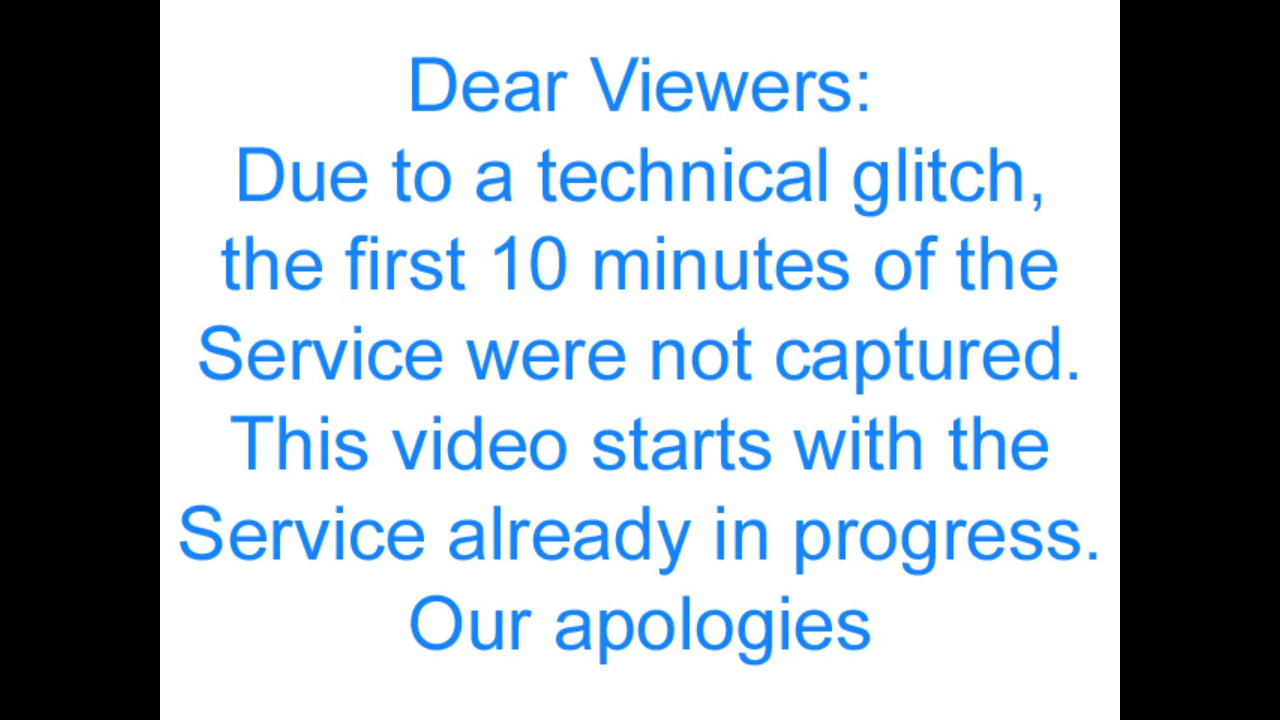 Dear Viewers:
Due to a technical glitch,
the first 10 minutes of the
Service were not captured.
This video starts with the
Service already in progress.
Our apologies